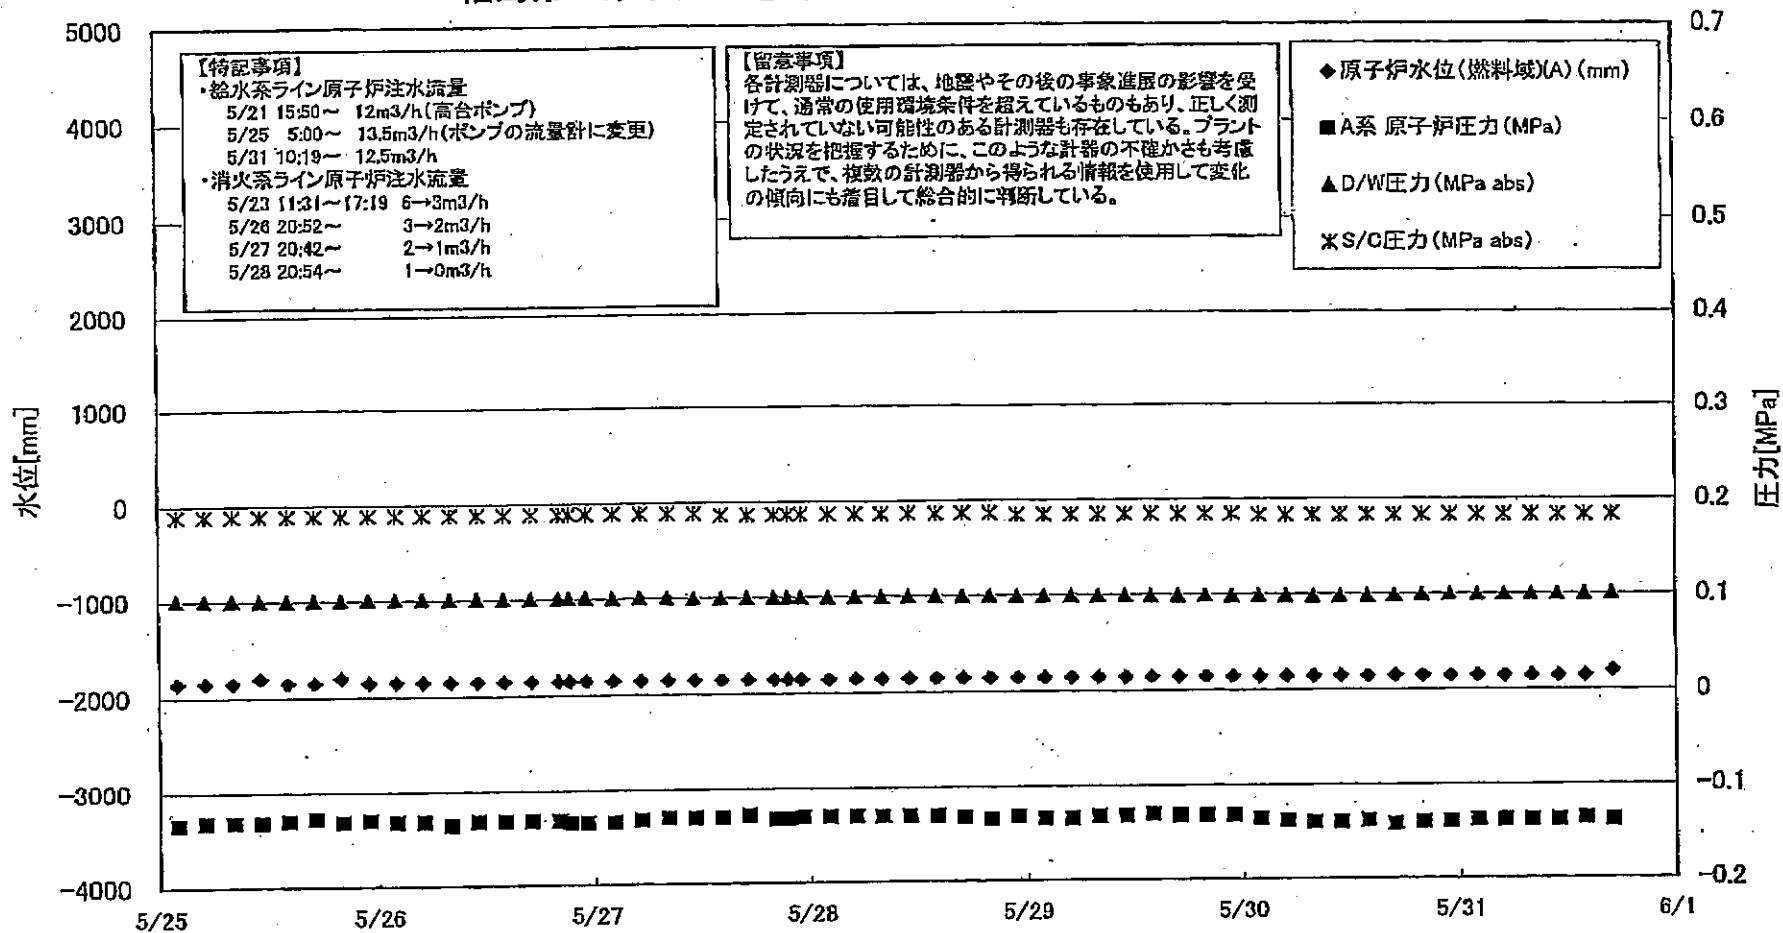 5000
4000
3000
2000
1000
0
-1000
-2000
-3000
-4000
水位[mm]
【特記事項】
・給水系ライン原子炉注水流量
5/21 15:50～ 12m3/h(高台ポンプ)
5/25 5:00～ 13.5m3/h(ポンプの流量計に変更)
5/31 10:19～ 12.5m3/h
・消火系ライン原子炉注水流量
5/23 11:31～17:19 6→3m3/h
5/26 20:52～ 3→2m3/h
5/27 20:42～ 2→1m3/h
5/28 20:54～ 1→0m3/h
【留意事項】
各計測器については、地震やその後の事象進展の影響を受
けて、通常の使用環境条件を超えているものもあり、正しく測
定されていない可能性のある計測器も存在している。プラント
の状況を把握するために、このような計器の不確かさも考慮
したうえで、複数の計測器から得られる情報を使用して変化
の傾向にも着目して総合的に判断している。
◆原子炉水位(燃料域)(A)(mm)
■A系 原子炉圧力(MPa)
▲D/W圧力(MPa abs)
S/C圧力(MPa abs)
0.7
0.6
0.5
0.4
0.3
0.2
0.1
0
-0.1
-0.2
圧力[MPa]
5/25
5/26
5/27
5/28
5/29
5/30
5/31
6/1